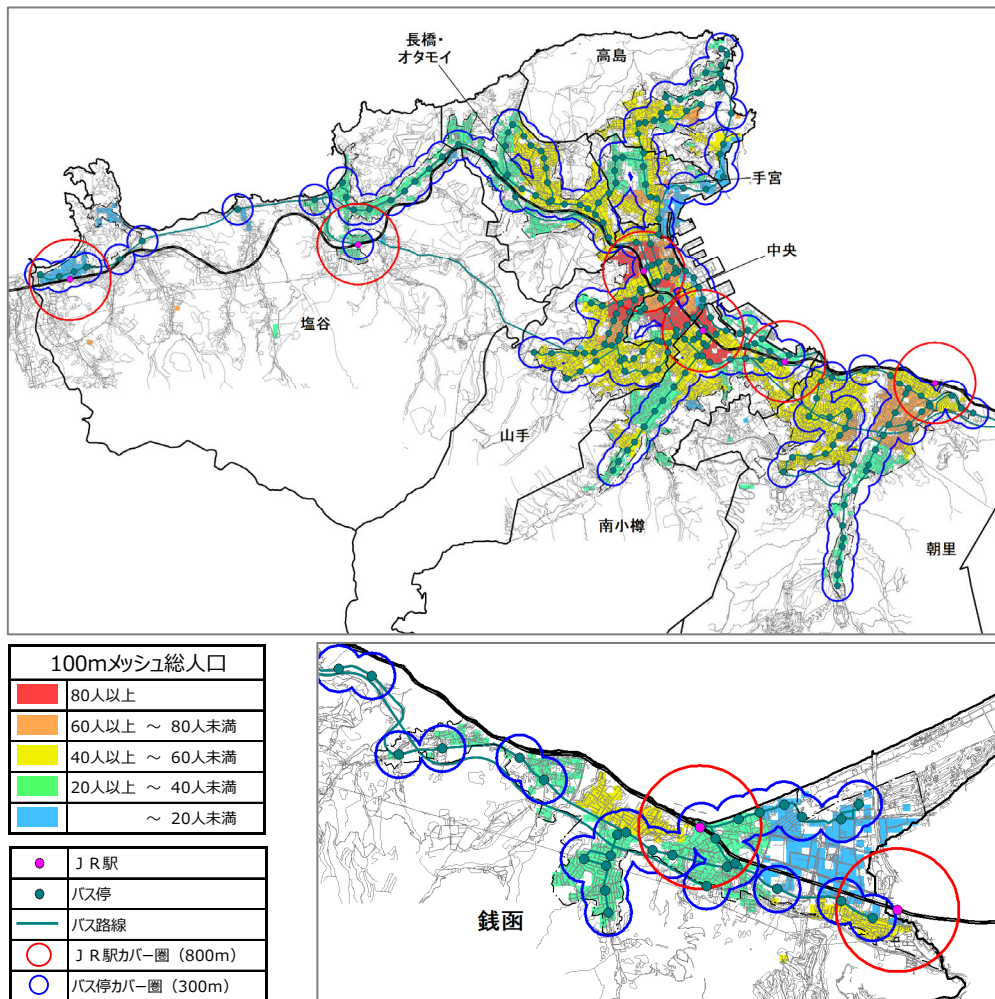 長橋・
オタモイ
高島
手宮
中央
塩谷
山手
南小樽
朝里
100mメッシュ総人口
80人以上
60人以上 ～ 80人未満
40人以上 ～ 60人未満
20人以上 ～ 40人未満
～ 20人未満
ＪＲ駅
バス停
バス路線
ＪＲ駅カバー圏（800m）
バス停カバー圏（300m）
銭函